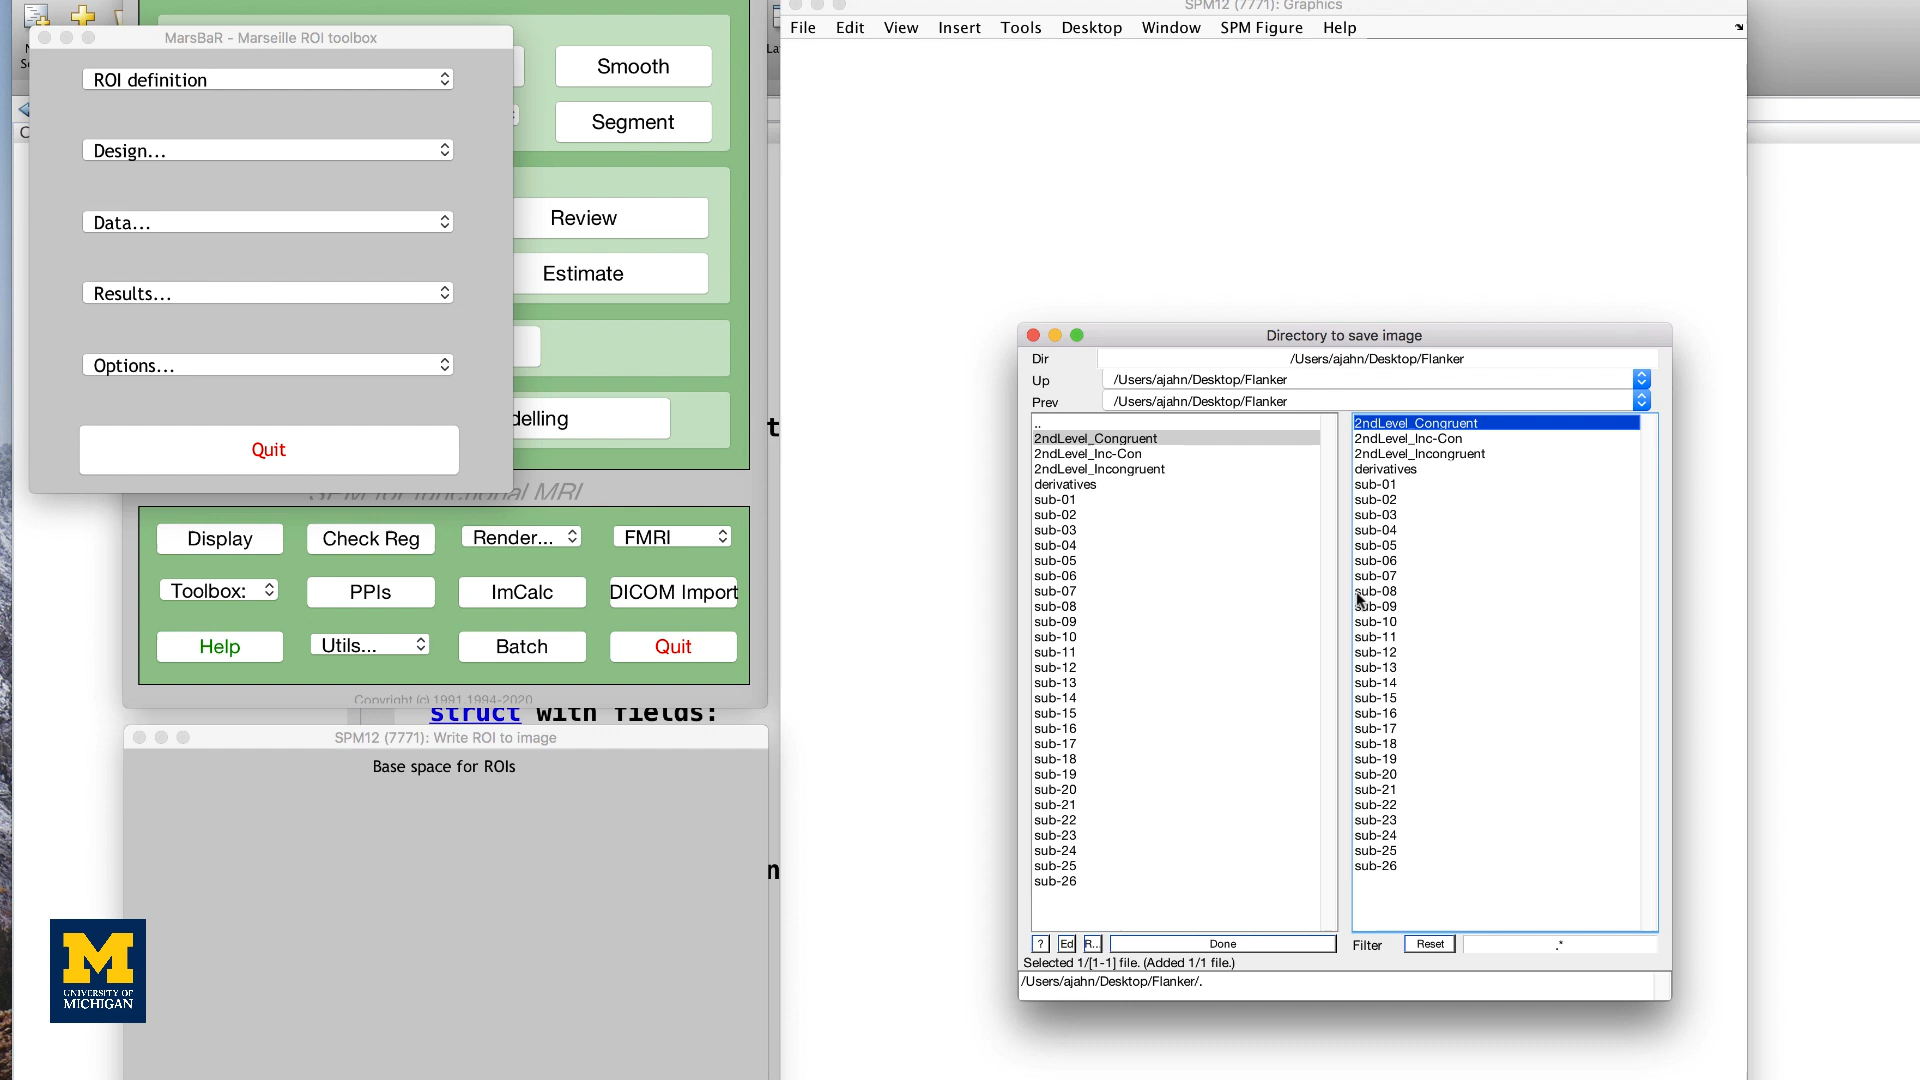 MarsBaR - Marseille ROI toolbox
ROI definition
Design...
Data...
Results...
Options...
Quit
Smooth
Segment
Review
Estimate
delling
SPM for functional MRI
Display
Check Reg
Render...
FMRI
Toolbox:
PPIs
ImCalc
DICOM Import
Help
Utils...
Batch
Quit
Copyright (c) 1991,1994-2020
struct with fields:
SPM12 (7771): Write ROI to image
Base space for ROIs
UNIVERSITY OF
MICHIGAN
SPM12 (7771): Graphics
File Edit View Insert Tools Desktop Window SPM Figure Help
Directory to save image
Dir /Users/ajahn/Desktop/Flanker
Up /Users/ajahn/Desktop/Flanker
Prev /Users/ajahn/Desktop/Flanker
..
2ndLevel_Congruent
2ndLevel_Inc-Con
2ndLevel_Incongruent
derivatives
sub-01
sub-02
sub-03
sub-04
sub-05
sub-06
sub-07
sub-08
sub-09
sub-10
sub-11
sub-12
sub-13
sub-14
sub-15
sub-16
sub-17
sub-18
sub-19
sub-20
sub-21
sub-22
sub-23
sub-24
sub-25
sub-26
2ndLevel_Congruent
2ndLevel_Inc-Con
2ndLevel_Incongruent
derivatives
sub-01
sub-02
sub-03
sub-04
sub-05
sub-06
sub-07
sub-08
sub-09
sub-10
sub-11
sub-12
sub-13
sub-14
sub-15
sub-16
sub-17
sub-18
sub-19
sub-20
sub-21
sub-22
sub-23
sub-24
sub-25
sub-26
? Ed R... Done Filter Reset .*
Selected 1/[1-1] file. (Added 1/1 file.)
/Users/ajahn/Desktop/Flanker/.